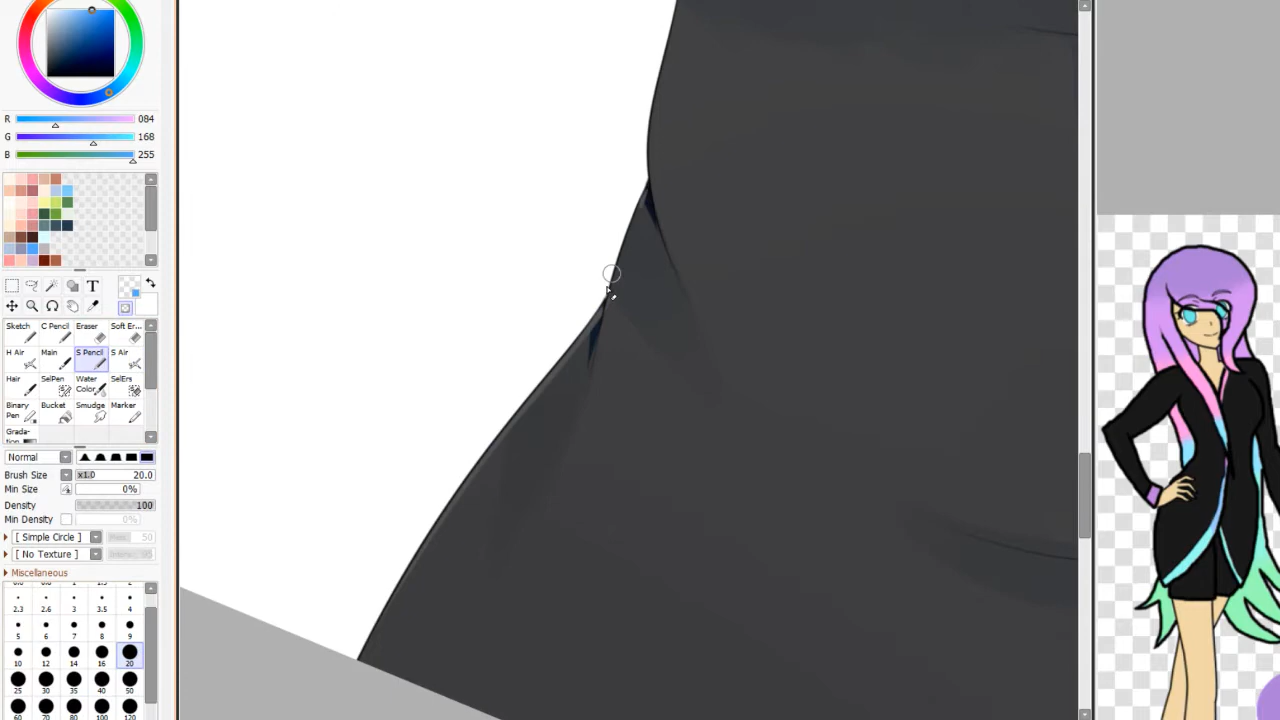 R 084
G 168
B 255
T
Sketch C Pencil Eraser Soft Er...
H Air Main S Pencil S Air
Hair SelPen Water Color SelErs
Binary Pen Bucket Smudge Marker
Grada-tion
Normal
Brush Size x1.0 20.0
Min Size 0%
Density 100
Min Density 0%
[ Simple Circle ] 50
[ No Texture ]
Miscellaneous
2.3 2.6 3 3.5 4
5 6 7 8 9
10 12 14 16 20
25 30 35 40 50
60 70 80 100 120